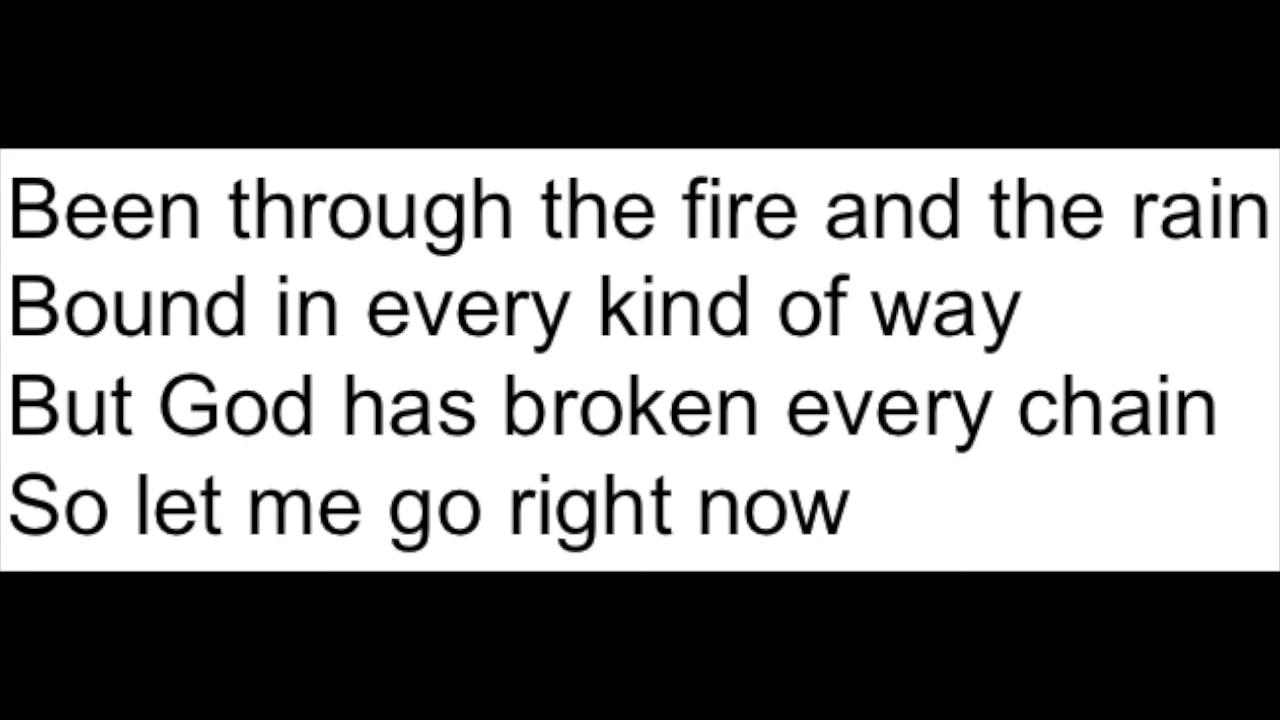 Been through the fire and the rain
Bound in every kind of way
But God has broken every chain
So let me go right now